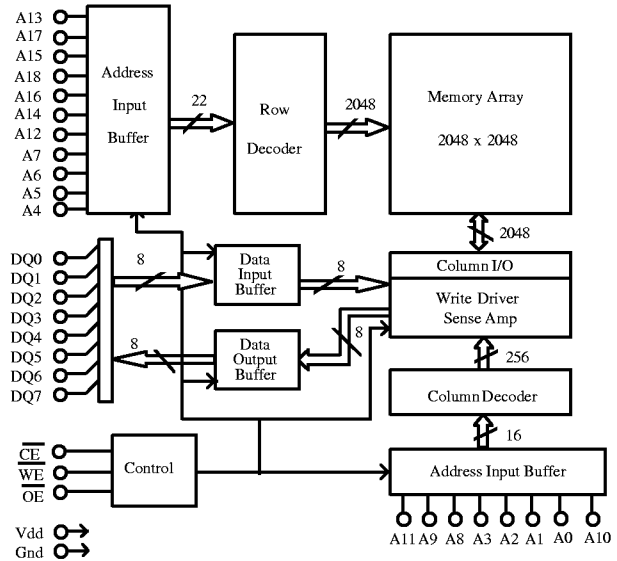 A13
A17
A15
A18
A16
A14
A12
A7
A6
A5
A4
Address
Input
Buffer
22
Row
Decoder
2048
Memory Array
2048 x 2048
2048
DQ0
DQ1
DQ2
DQ3
DQ4
DQ5
DQ6
DQ7
8
Data
Input
Buffer
8
Column I/O
Write Driver
Sense Amp
8
Data
Output
Buffer
8
256
Column Decoder
16
CE
WE
OE
Control
Address Input Buffer
Vdd
Gnd
A11 A9 A8 A3 A2 A1 A0 A10